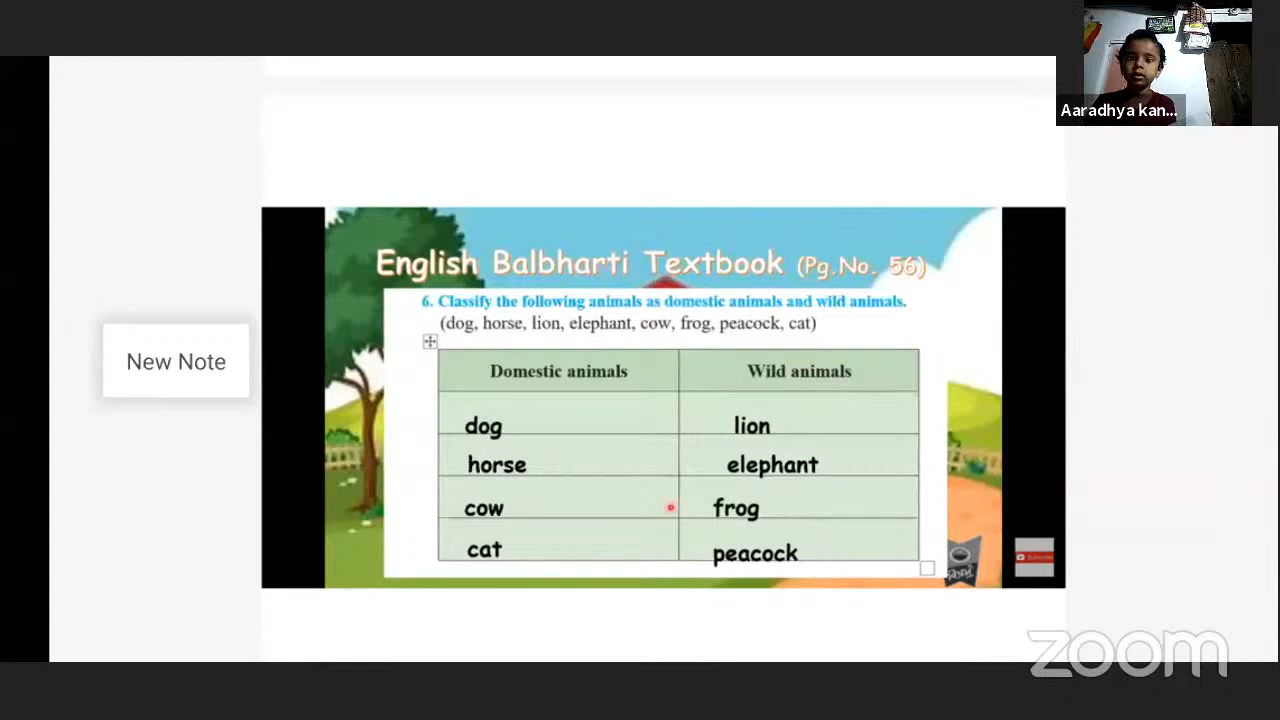 Aaradhya kan...
English Balbharti Textbook (Pg.No. 56)
6. Classify the following animals as domestic animals and wild animals.
(dog, horse, lion, elephant, cow, frog, peacock, cat)
New Note
Domestic animals Wild animals
dog lion
horse elephant
cow frog
cat peacock
zoom